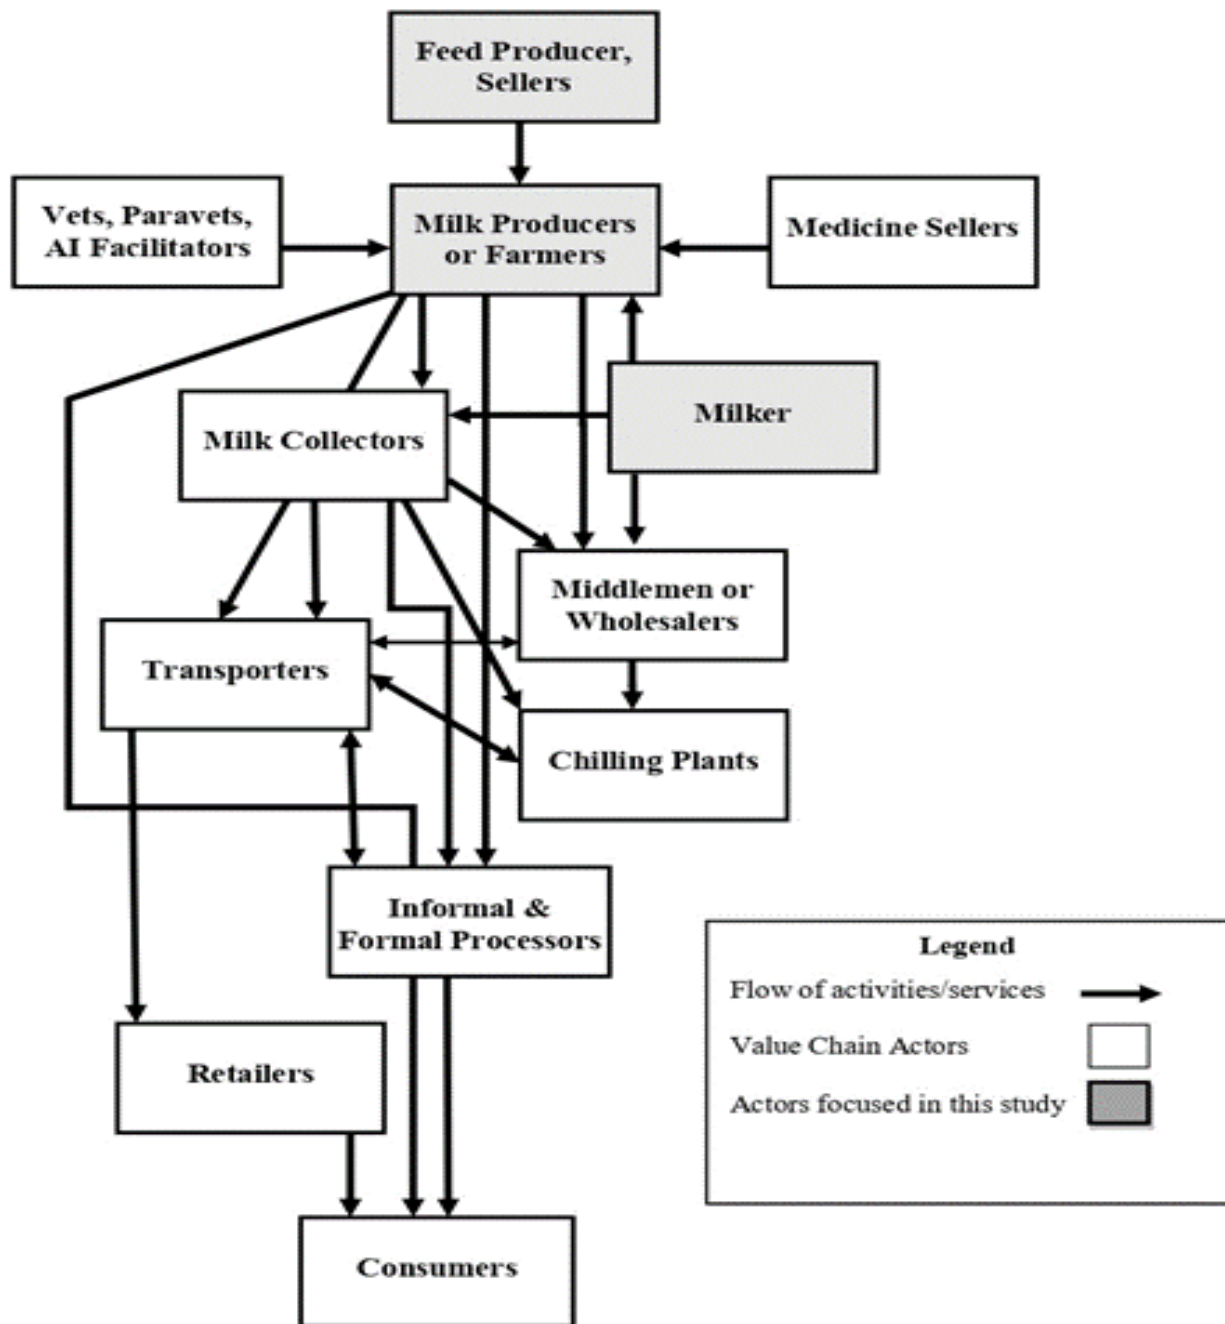 Feed Producer,
Sellers
Vets, Paravets,
AI Facilitators
Milk Producers
or Farmers
Medicine Sellers
Milker
Milk Collectors
Middlemen or
Wholesalers
Transporters
Chilling Plants
Informal &
Formal Processors
Legend
Flow of activities/services
Value Chain Actors
Actors focused in this study
Retailers
Consumers